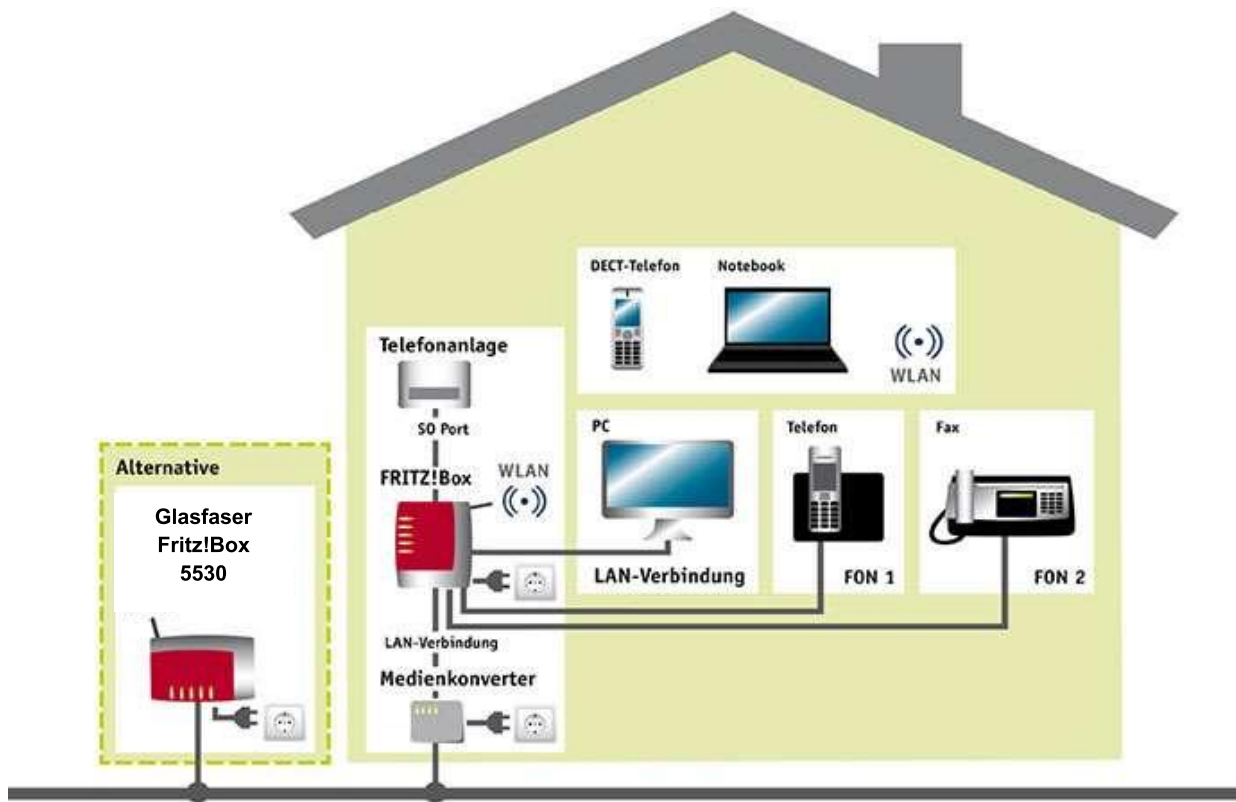 DECT-Telefon
Notebook
WLAN
Telefonanlage
SO Port
FRITZ!Box
WLAN
PC
LAN-Verbindung
Telefon
FON 1
Fax
FON 2
LAN-Verbindung
Medienkonverter
Alternative
Glasfaser
Fritz!Box
5530